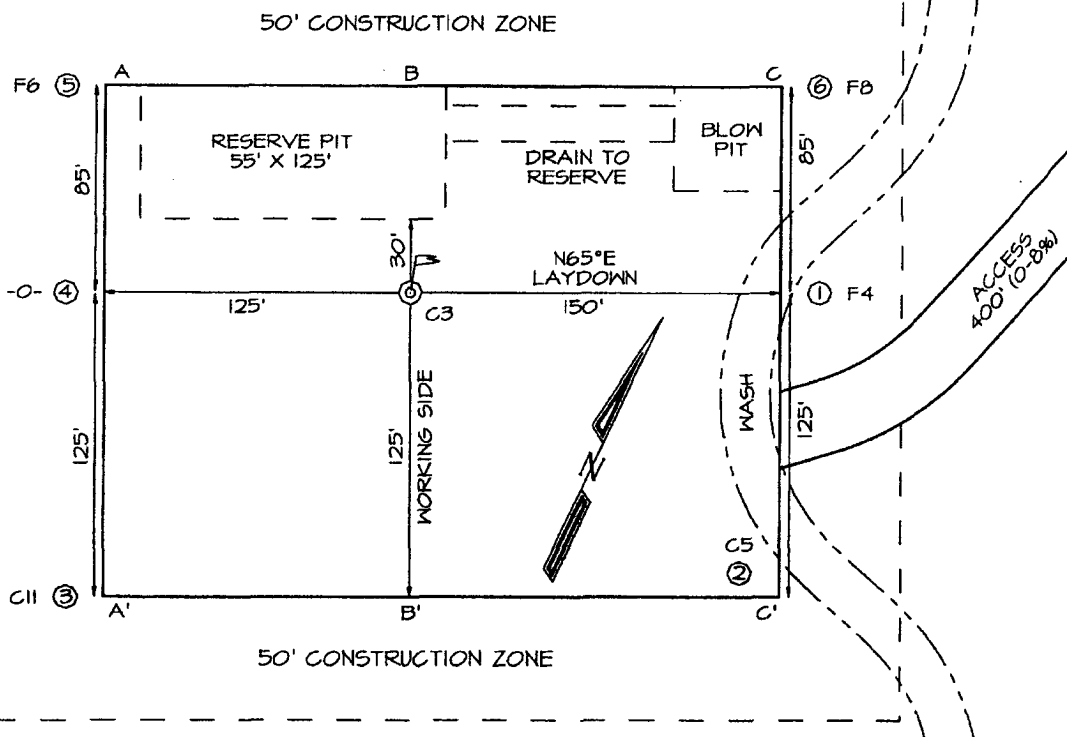 50' CONSTRUCTION ZONE
A B C
F6 ⑤ ⑥ F8
RESERVE PIT
55' X 125'
BLOW
PIT
DRAIN TO
RESERVE
85'
85'
30'
N65°E
LAYDOWN
-0- ④ 125' C3 150' ① F4
ACCESS
400' (0-8%)
WASH
125'
125'
WORKING SIDE
125'
N
C5
②
C11 ③
A' B' C'
50' CONSTRUCTION ZONE